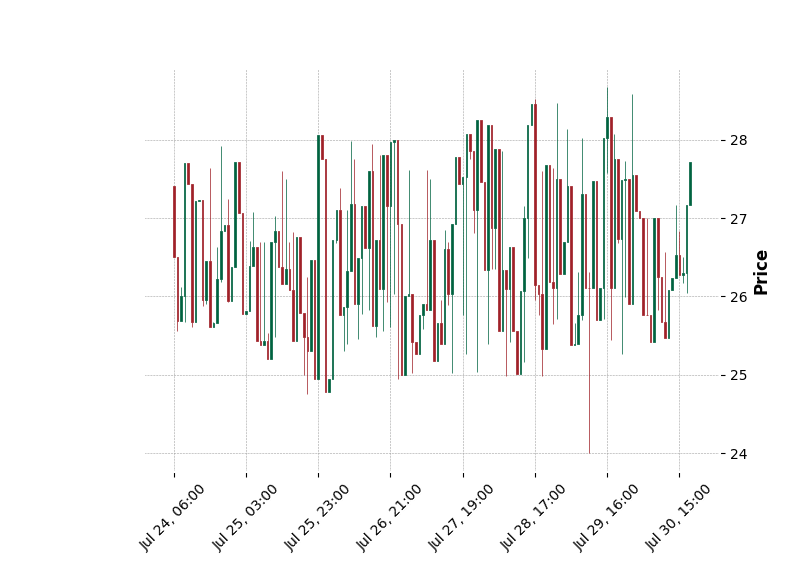 28
27
26
25
24
Price
Jul 24, 06:00
Jul 25, 03:00
Jul 25, 23:00
Jul 26, 21:00
Jul 27, 19:00
Jul 28, 17:00
Jul 29, 16:00
Jul 30, 15:00